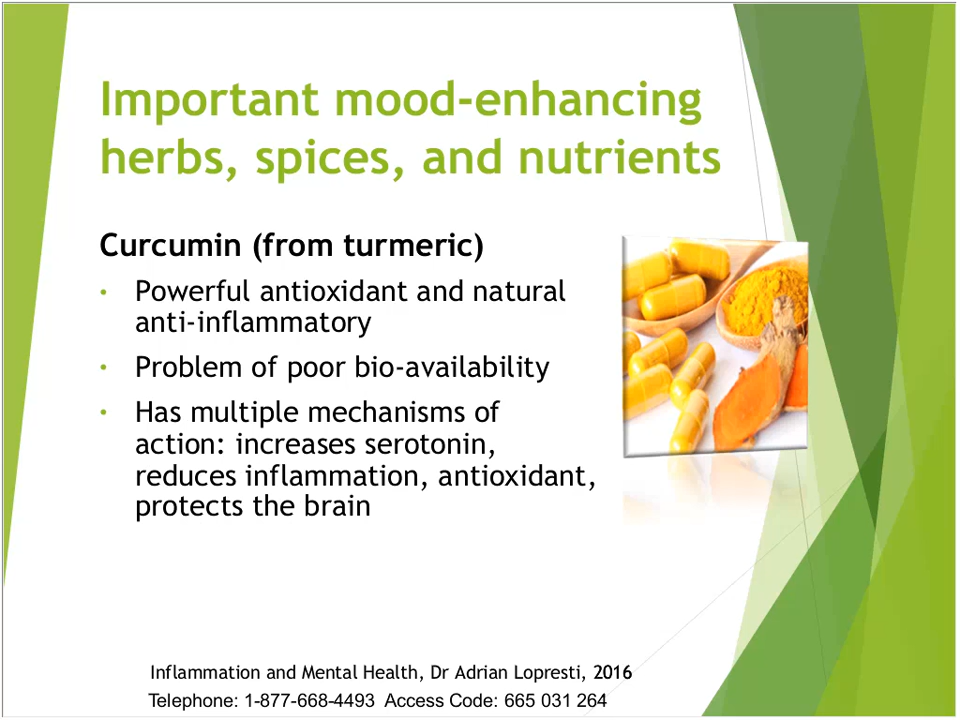 Important mood-enhancing
herbs, spices, and nutrients
Curcumin (from turmeric)
• Powerful antioxidant and natural
anti-inflammatory
• Problem of poor bio-availability
• Has multiple mechanisms of
action: increases serotonin,
reduces inflammation, antioxidant,
protects the brain
Inflammation and Mental Health, Dr Adrian Lopresti, 2016
Telephone: 1-877-668-4493 Access Code: 665 031 264